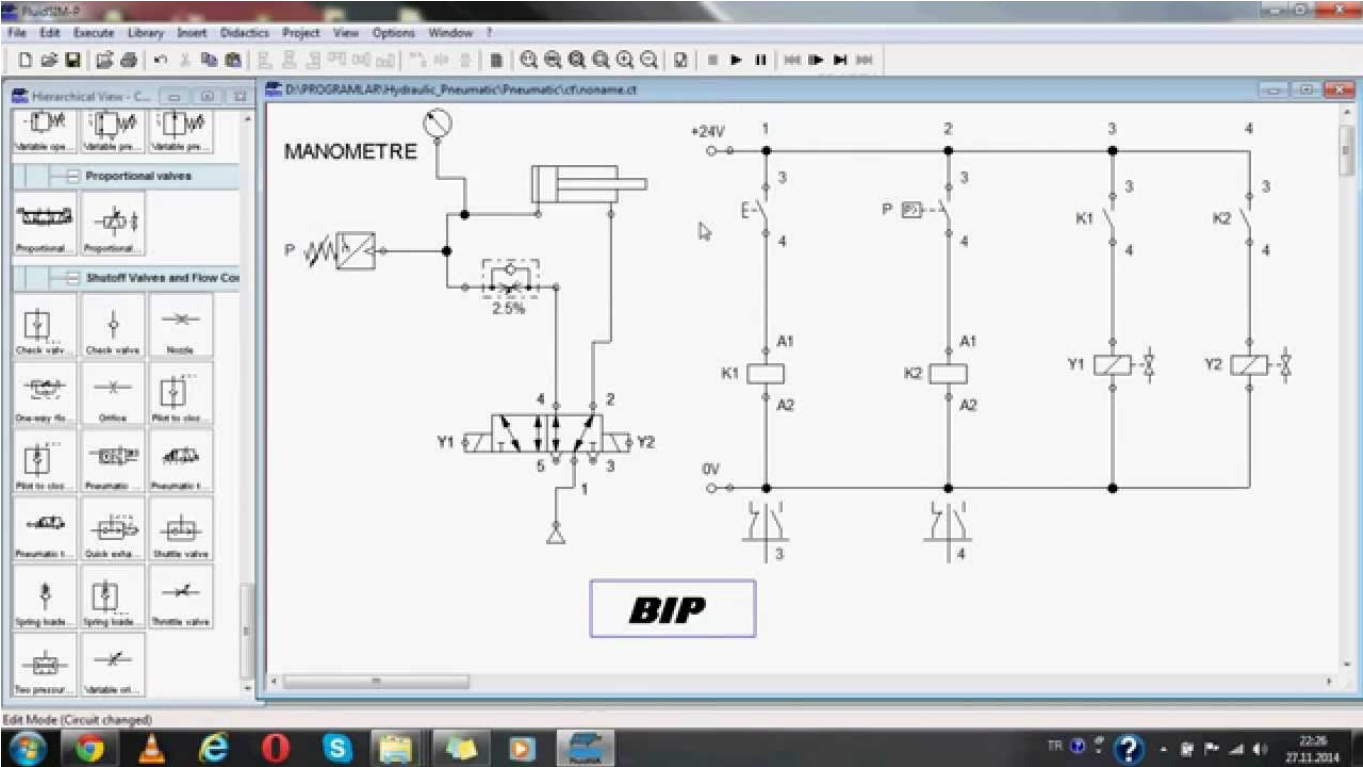 FluidSIM-P
File Edit Execute Library Insert Didactics Project View Options Window ?
Hierarchical View - C...
D:\PROGRAMLAR\Hydraulic_Pneumatic\Pneumatic\ct\noname.ct
Variable ope... Variable pre... Variable pre...
Proportional valves
Proportional... Proportional...
Shutoff Valves and Flow Con
Check valv... Check valve Nozzle
One-way flo... Orifice Pilot to clos...
Pilot to clos... Pneumatic ... Pneumatic t...
Pneumatic t... Quick exha... Shuttle valve
Spring loade... Spring loade... Throttle valve
Two pressur... Variable ori...
MANOMETRE
P
2.5%
4 2
Y1 Y2
5 3
1
+24V 1 2 3 4
3 3 3 3
E P P> K1 K2
4 4 4 4
A1 A1
K1 K2 Y1 Y2
A2 A2
0V
3 4
BIP
Edit Mode (Circuit changed)
TR
22:26
27.11.2014